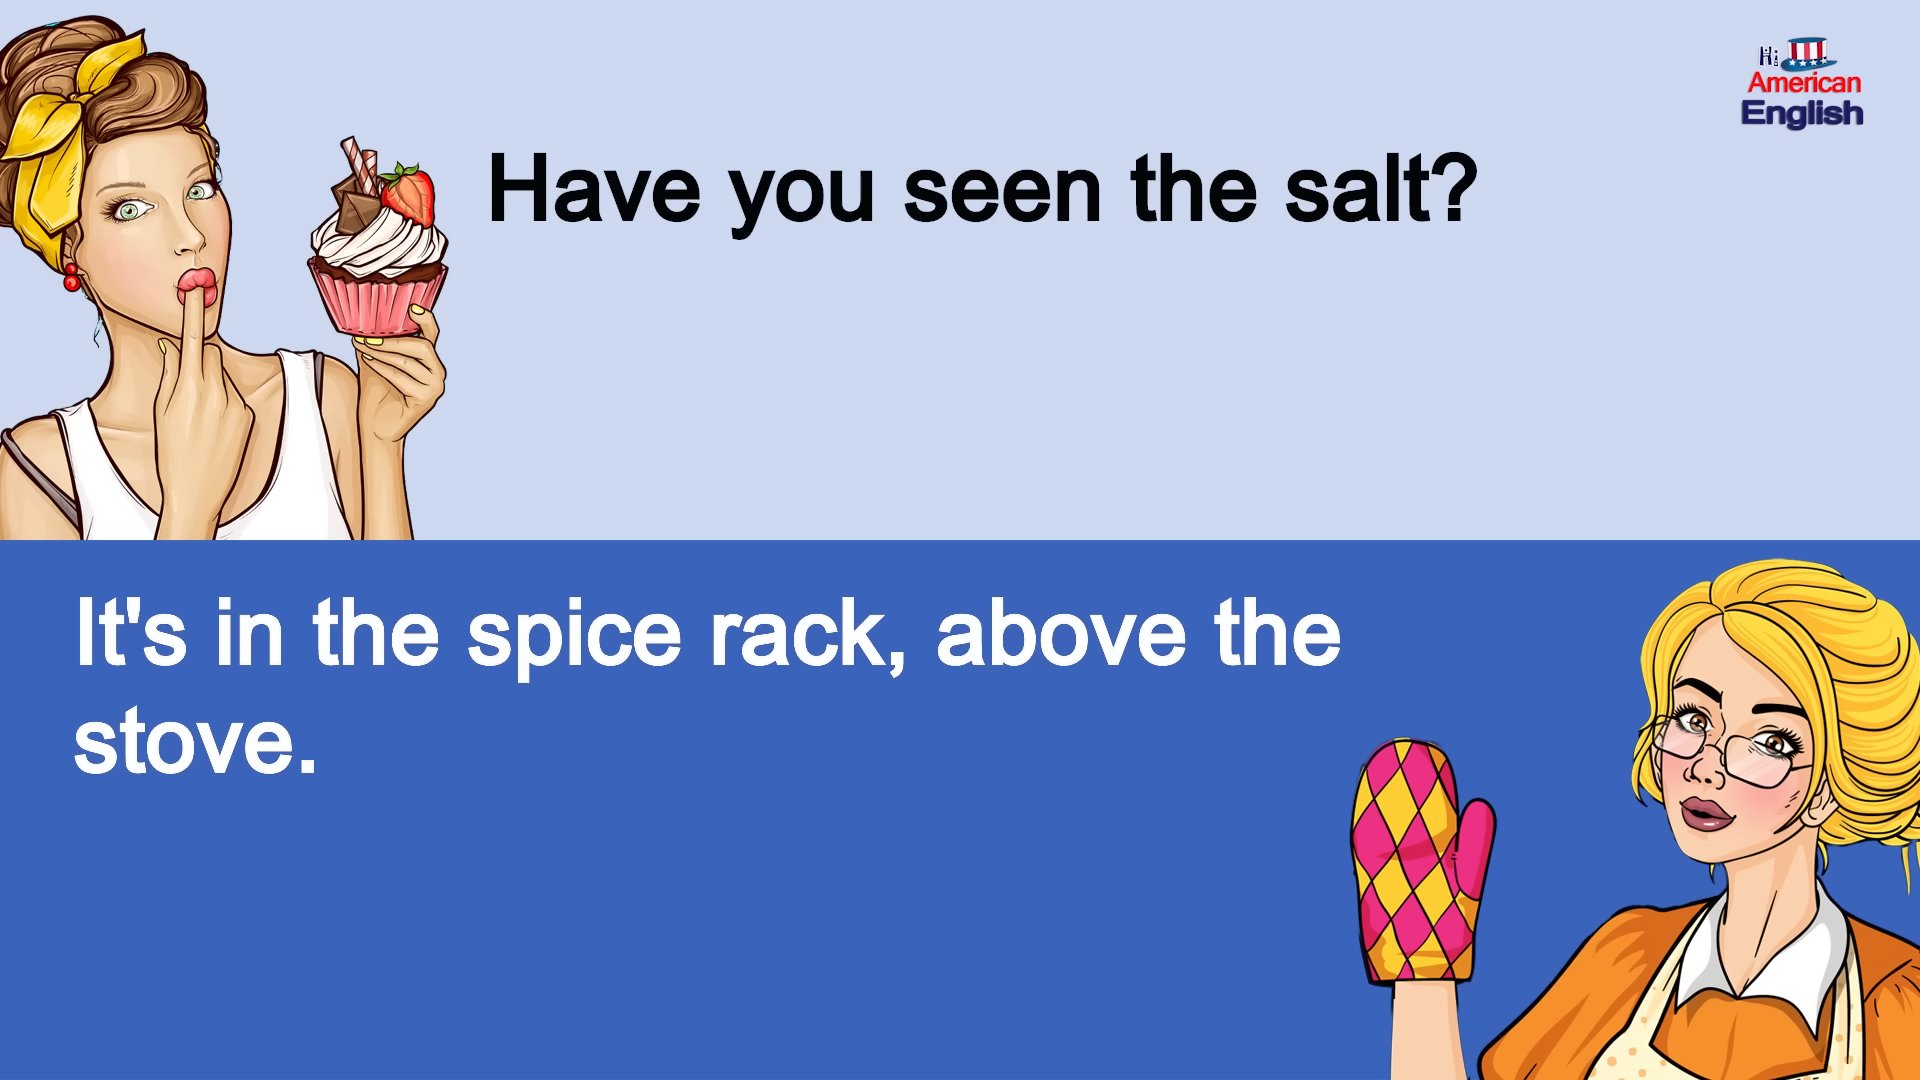 Hi
American
English
Have you seen the salt?
It's in the spice rack, above the
stove.